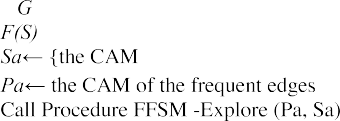 G
F(S)
Sa← {the CAM
Pa← the CAM of the frequent edges
Call Procedure FFSM -Explore (Pa, Sa)